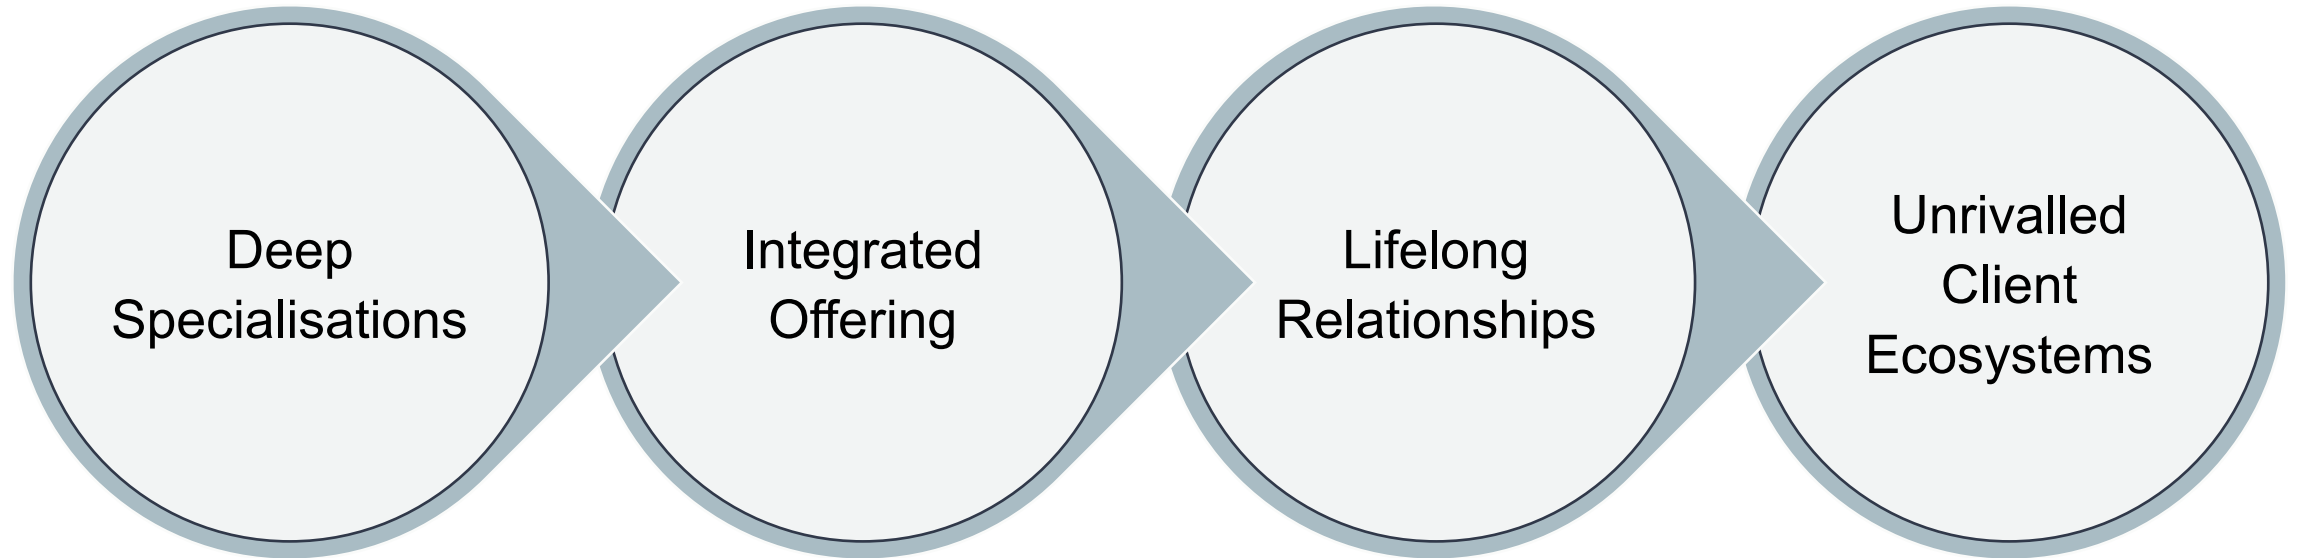 Deep
Specialisations
Integrated
Offering
Lifelong
Relationships
Unrivalled
Client
Ecosystems